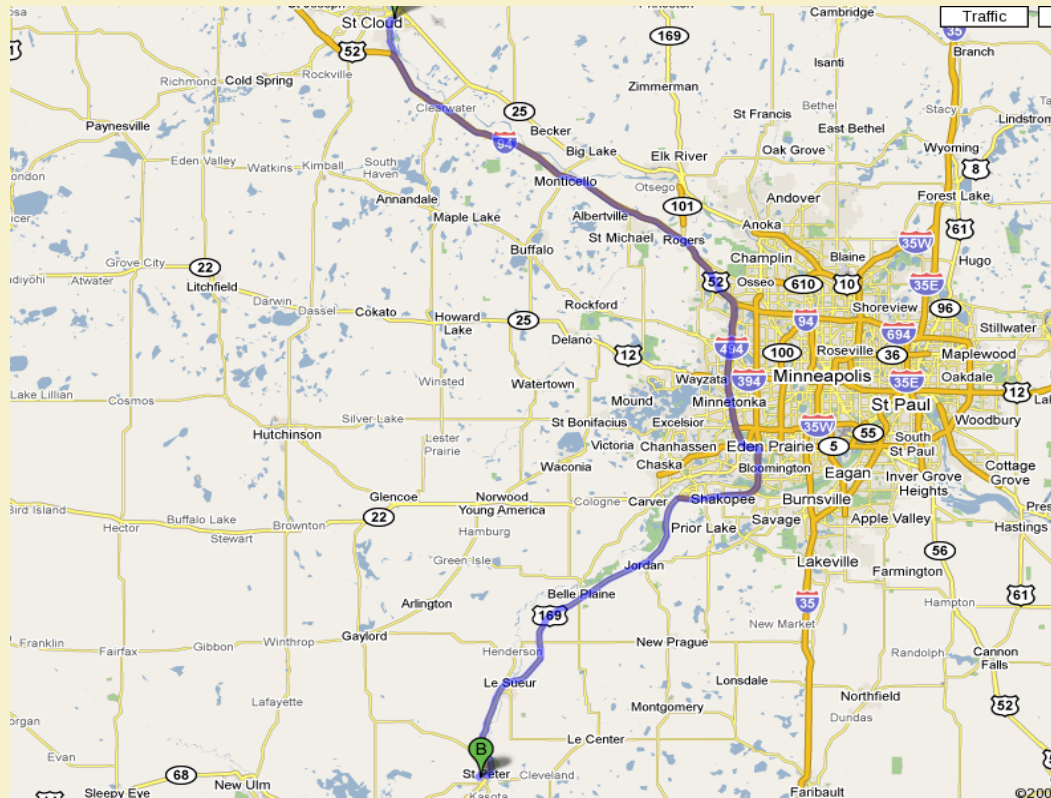 St Cloud
Traffic
Cambridge
35
Branch
52
169
Rockville
Cold Spring
Richmond
Isanti
Zimmerman
Bethel
Stacy
Clearwater
25
St Francis
Lindstrom
Paynesville
Becker
East Bethel
94
Oak Grove
Wyoming
Eden Valley
Watkins
Kimball
South
Haven
Big Lake
Elk River
8
Monticello
Otsego
Andover
Forest Lake
Annandale
101
Maple Lake
Albertville
Anoka
61
St Michael
Rogers
35W
Buffalo
Champlin
Blaine
Hugo
Grove City
22
Atwater
Litchfield
52
Osseo
610
10
35E
Darwin
Dassel
Cokato
Howard
Lake
25
Rockford
94
Shoreview
96
Stillwater
694
Delano
494
100
Roseville
36
Maplewood
12
Winsted
Watertown
Wayzata
394
Minneapolis
35E
Oakdale
12
Lake Lillian
Cosmos
Mound
Minnetonka
St Paul
Woodbury
Silver Lake
St Bonifacius
Excelsior
35W
55
Hutchinson
Lester
Prairie
Victoria
Chanhassen
Eden Prairie
5
South
St Paul
Waconia
Chaska
Bloomington
Eagan
Cottage
Grove
Inver Grove
Heights
Glencoe
Norwood
Young America
Cologne
Carver
Shakopee
Burnsville
Bird Island
Buffalo Lake
Hector
22
Brownton
Stewart
Savage
Apple Valley
Hastings
Prior Lake
Hamburg
Green Isle
Jordan
Lakeville
56
Farmington
Belle Plaine
Arlington
169
35
Hampton
61
New Market
Franklin
Fairfax
Gibbon
Winthrop
Gaylord
Henderson
New Prague
Randolph
Cannon
Falls
Le Sueur
Lonsdale
Northfield
Lafayette
Montgomery
Dundas
52
Evan
B
Le Center
68
St Peter
Cleveland
Sleepy Eye
New Ulm
Kasota
Faribault